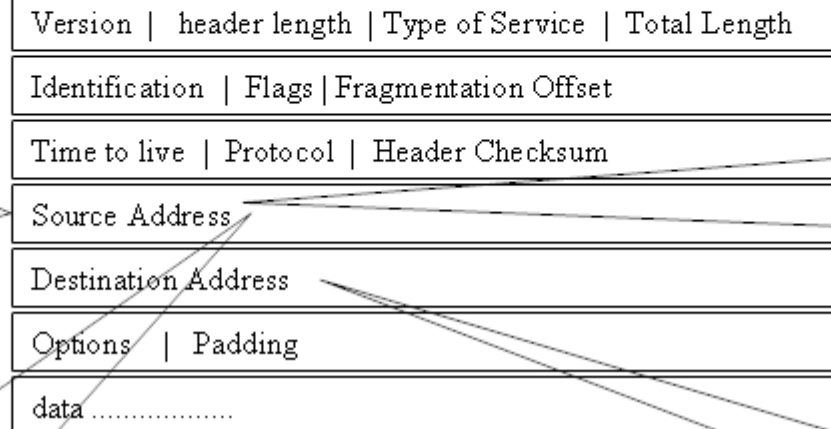 Version | header length | Type of Service | Total Length
Identification | Flags | Fragmentation Offset
Time to live | Protocol | Header Checksum
Source Address
Destination Address
Options | Padding
data ...................